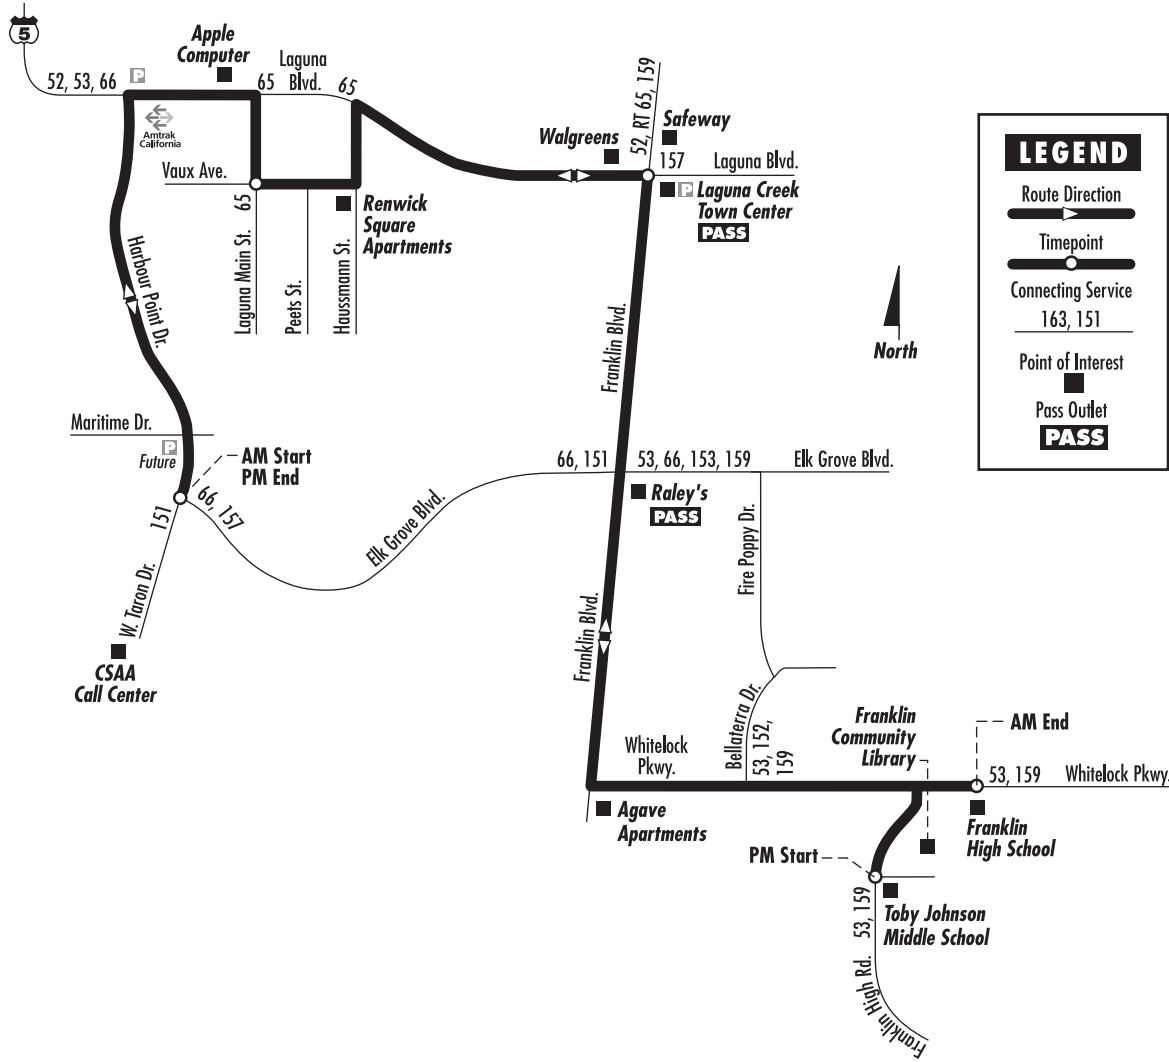 5
52, 53, 66
P
Apple
Computer
65
Laguna
Blvd.
65
Amtrak
California
Vaux Ave.
65
Laguna Main St.
Peets St.
Haussmann St.
Renwick
Square
Apartments
Walgreens
52, RT 65, 159
Safeway
157
Laguna Blvd.
P
Laguna Creek
Town Center
PASS
Harbour Point Dr.
Franklin Blvd.
North
LEGEND
Route Direction
Timepoint
Connecting Service
163, 151
Point of Interest
Pass Outlet
PASS
Maritime Dr.
P
Future
AM Start
PM End
151
66, 157
W. Taron Dr.
CSAA
Call Center
Elk Grove Blvd.
66, 151
53, 66, 153, 159
Elk Grove Blvd.
Raley's
PASS
Fire Poppy Dr.
Franklin Blvd.
Bellaterra Dr.
53, 152,
159
Whitelock
Pkwy.
Agave
Apartments
Franklin
Community
Library
AM End
53, 159
Whitelock Pkwy.
Franklin
High School
PM Start
53, 159
Toby Johnson
Middle School
Franklin High Rd.